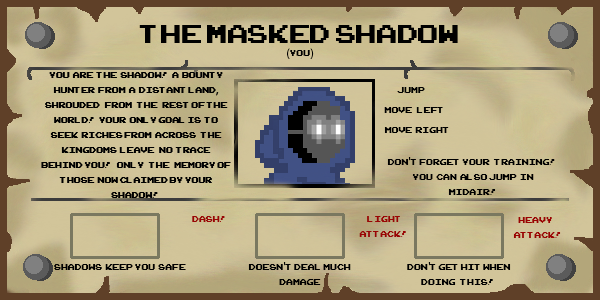 THE MASKED SHADOW
(YOU)
YOU ARE THE SHADOW! A BOUNTY
HUNTER FROM A DISTANT LAND,
SHROUDED FROM THE REST OF THE
WORLD! YOUR ONLY GOAL IS TO
SEEK RICHES FROM ACROSS THE
KINGDOMS LEAVE NO TRACE
BEHIND YOU! ONLY THE MEMORY OF
THOSE NOW CLAIMED BY YOUR
SHADOW!
JUMP
MOVE LEFT
MOVE RIGHT
DON'T FORGET YOUR TRAINING!
YOU CAN ALSO JUMP IN
MIDAIR!
DASH!
SHADOWS KEEP YOU SAFE
LIGHT
ATTACK!
DOESN'T DEAL MUCH
DAMAGE
HEAVY
ATTACK!
DON'T GET HIT WHEN
DOING THIS!